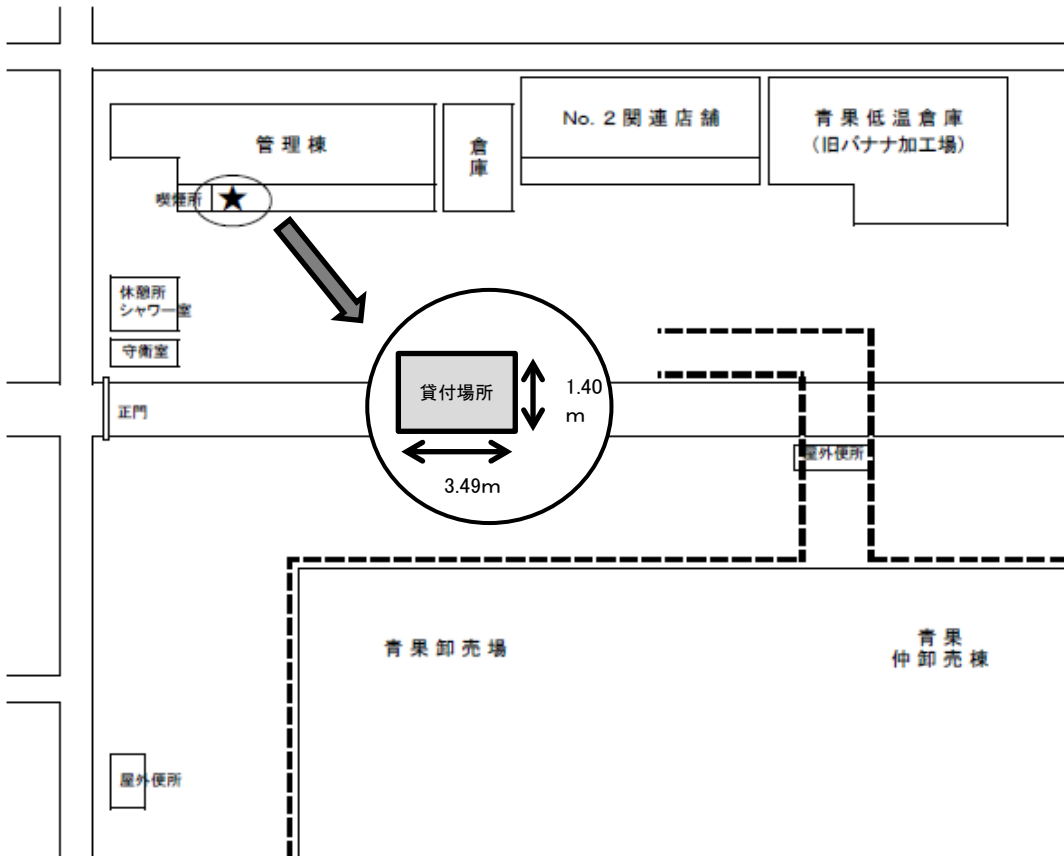 管理棟
倉庫
No. 2関連店舗
青果低温倉庫
(旧バナナ加工場)
喫煙所
★
休憩所
シャワー室
守衛室
正門
貸付場所
1.40
m
3.49m
屋外便所
青果卸売場
青果
仲卸売棟
屋外便所